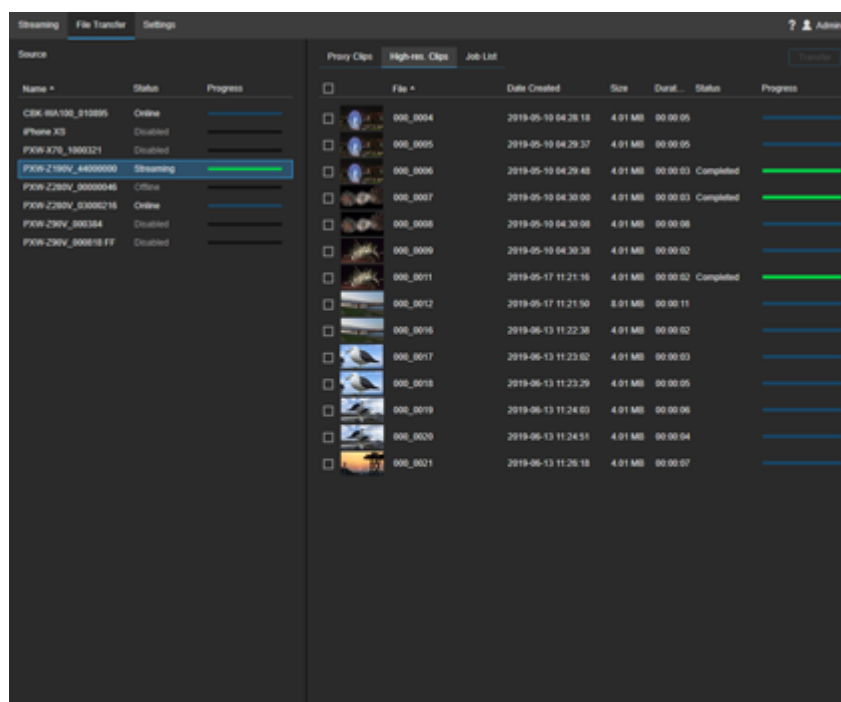 Streaming File Transfer Settings ? Admin
Source
Proxy Clips High-res. Clips Job List Transfer
Name Status Progress
File Date Created Size Durat... Status Progress
CBK-WA100_010895 Online
iPhone XS Disabled
PXW-X70_1000321 Disabled
PXW-Z190V_44000000 Streaming
PXW-Z280V_00000046 Offline
PXW-Z280V_03000216 Online
PXW-Z90V_000384 Disabled
PXW-Z90V_000618 FF Disabled
000_0004 2019-05-10 04:28:18 4.01 MB 00:00:05
000_0005 2019-05-10 04:29:37 4.01 MB 00:00:05
000_0006 2019-05-10 04:29:48 4.01 MB 00:00:03 Completed
000_0007 2019-05-10 04:30:00 4.01 MB 00:00:03 Completed
000_0008 2019-05-10 04:30:08 4.01 MB 00:00:08
000_0009 2019-05-10 04:30:38 4.01 MB 00:00:02
000_0011 2019-05-17 11:21:16 4.01 MB 00:00:02 Completed
000_0012 2019-05-17 11:21:50 8.01 MB 00:00:11
000_0016 2019-06-13 11:22:38 4.01 MB 00:00:02
000_0017 2019-06-13 11:23:02 4.01 MB 00:00:03
000_0018 2019-06-13 11:23:29 4.01 MB 00:00:05
000_0019 2019-06-13 11:24:03 4.01 MB 00:00:06
000_0020 2019-06-13 11:24:51 4.01 MB 00:00:04
000_0021 2019-06-13 11:26:18 4.01 MB 00:00:07